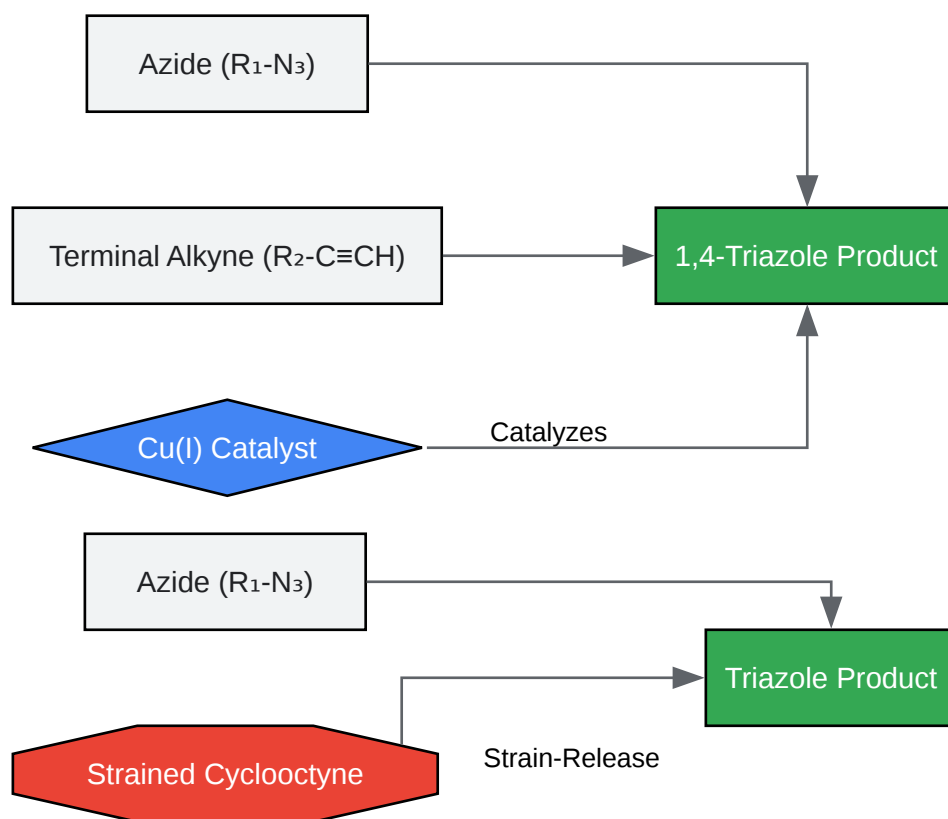 Azide (R₁-N₃)
Terminal Alkyne (R₂-C≡CH)
1,4-Triazole Product
Cu(I) Catalyst
Catalyzes
Azide (R₁-N₃)
Triazole Product
Strained Cyclooctyne
Strain-Release